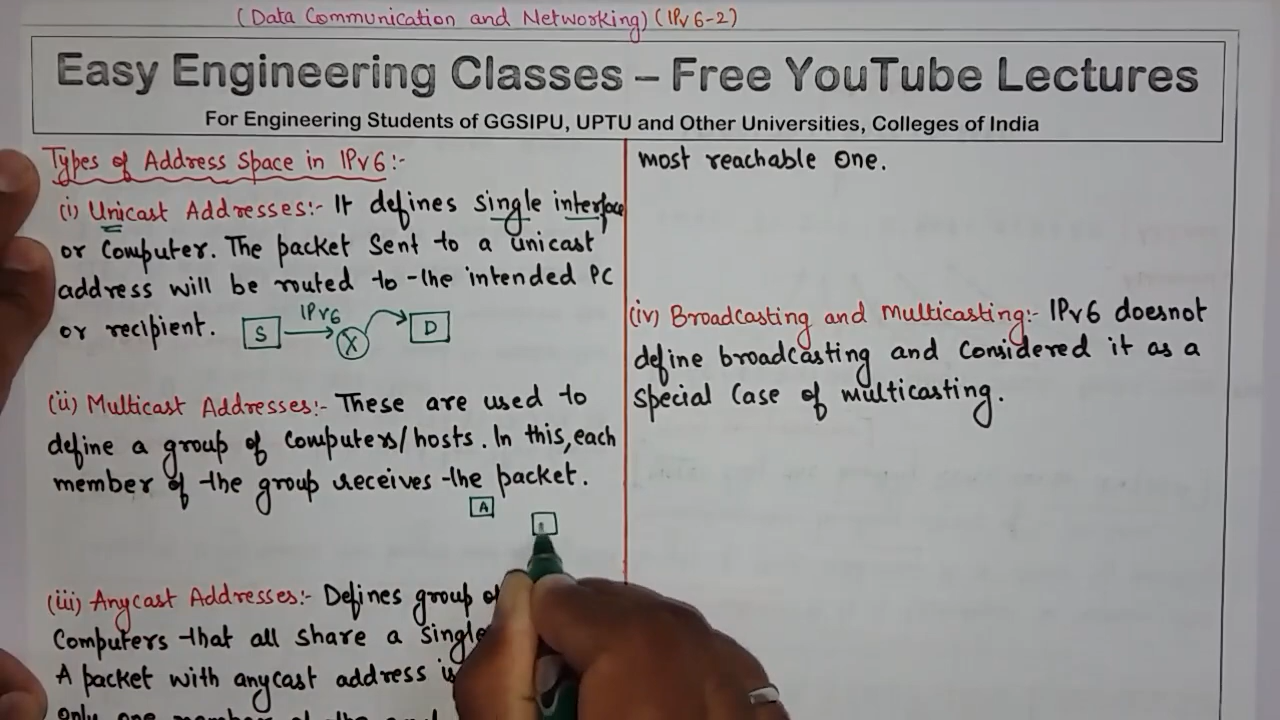 (Data Communication and Networking) (IPv6-2)
Easy Engineering Classes – Free YouTube Lectures
For Engineering Students of GGSIPU, UPTU and Other Universities, Colleges of India
Types of Address Space in IPv6:-
(i) Unicast Addresses:- It defines single interface
or Computer. The packet Sent to a unicast
address will be routed to the intended PC
or recipient.
IPv6
S
X
D
(ii) Multicast Addresses:- These are used to
define a group of Computers/hosts. In this, each
member of the group receives the packet.
A
(iii) Anycast Addresses:- Defines group of
Computers that all share a single
A packet with anycast address is
Only one member of the
most reachable One.
(iv) Broadcasting and Multicasting:- IPv6 doesnot
define broadcasting and Considered it as a
Special Case of multicasting.